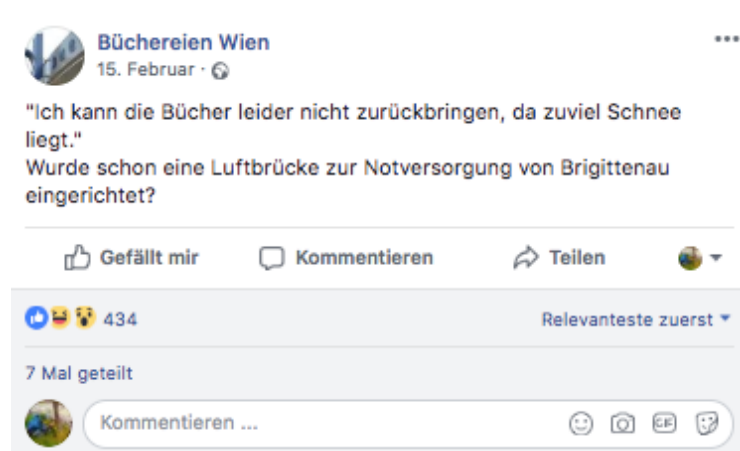 Büchereien Wien
15. Februar ·
"Ich kann die Bücher leider nicht zurückbringen, da zuviel Schnee
liegt."
Wurde schon eine Luftbrücke zur Notversorgung von Brigittenau
eingerichtet?
Gefällt mir Kommentieren Teilen
434 Relevanteste zuerst
7 Mal geteilt
Kommentieren ... GIF